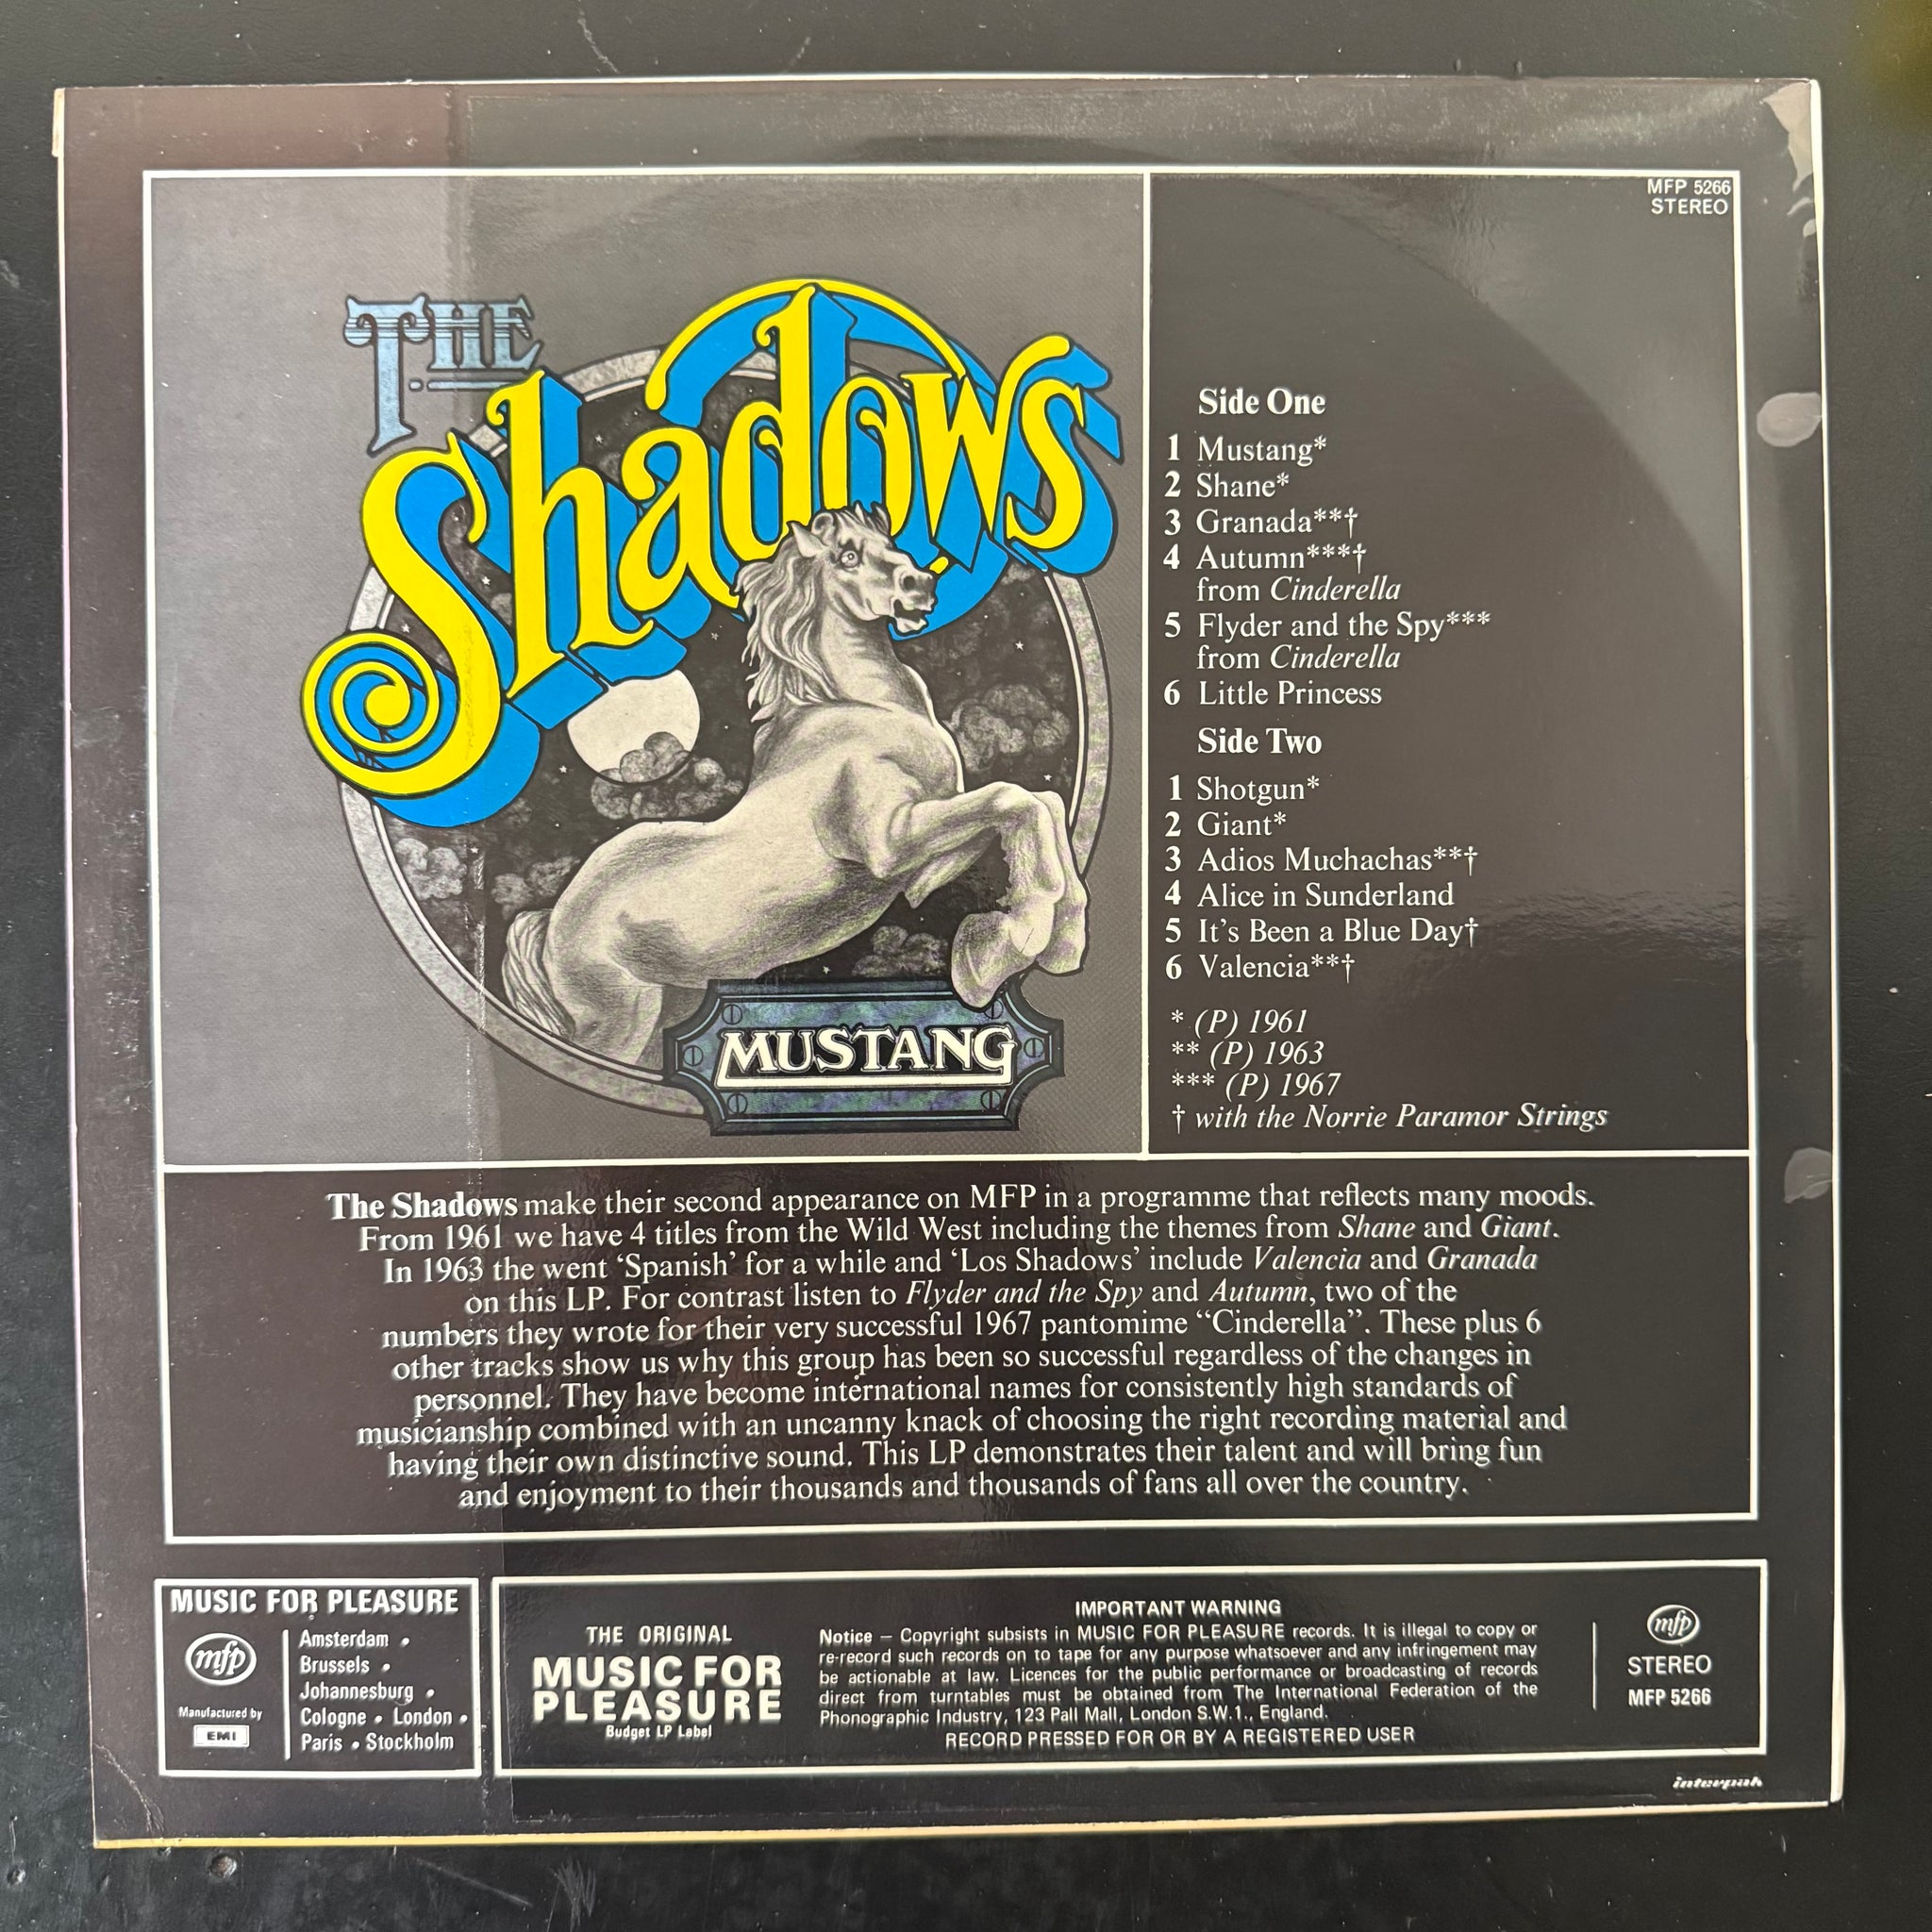 MFP 5266
STEREO
THE
Shadows
MUSTANG
Side One
1 Mustang*
2 Shane*
3 Granada**†
4 Autumn***†
from Cinderella
5 Flyder and the Spy***
from Cinderella
6 Little Princess
Side Two
1 Shotgun*
2 Giant*
3 Adios Muchachas**†
4 Alice in Sunderland
5 It's Been a Blue Day†
6 Valencia**†
* (P) 1961
** (P) 1963
*** (P) 1967
† with the Norrie Paramor Strings
The Shadows make their second appearance on MFP in a programme that reflects many moods.
From 1961 we have 4 titles from the Wild West including the themes from Shane and Giant.
In 1963 the went ‘Spanish’ for a while and ‘Los Shadows’ include Valencia and Granada
on this LP. For contrast listen to Flyder and the Spy and Autumn, two of the
numbers they wrote for their very successful 1967 pantomime “Cinderella”. These plus 6
other tracks show us why this group has been so successful regardless of the changes in
personnel. They have become international names for consistently high standards of
musicianship combined with an uncanny knack of choosing the right recording material and
having their own distinctive sound. This LP demonstrates their talent and will bring fun
and enjoyment to their thousands and thousands of fans all over the country.
MUSIC FOR PLEASURE
mfp
Manufactured by
EMI
Amsterdam •
Brussels •
Johannesburg •
Cologne • London •
Paris • Stockholm
THE ORIGINAL
MUSIC FOR
PLEASURE
Budget LP Label
IMPORTANT WARNING
Notice — Copyright subsists in MUSIC FOR PLEASURE records. It is illegal to copy or
re-record such records on to tape for any purpose whatsoever and any infringement may
be actionable at law. Licences for the public performance or broadcasting of records
direct from turntables must be obtained from The International Federation of the
Phonographic Industry, 123 Pall Mall, London S.W.1., England.
RECORD PRESSED FOR OR BY A REGISTERED USER
mfp
STEREO
MFP 5266
interpak